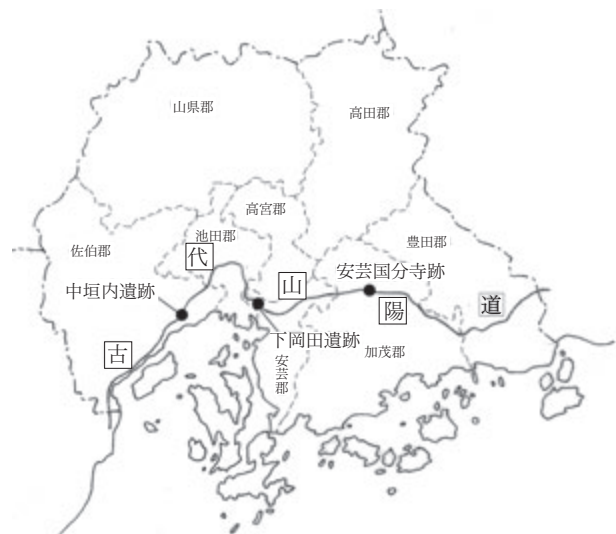 山県郡
高田郡
高宮郡
佐伯郡
池田郡
豊田郡
代
安芸国分寺跡
中垣内遺跡
山
陽
道
下岡田遺跡
古
安芸郡
加茂郡